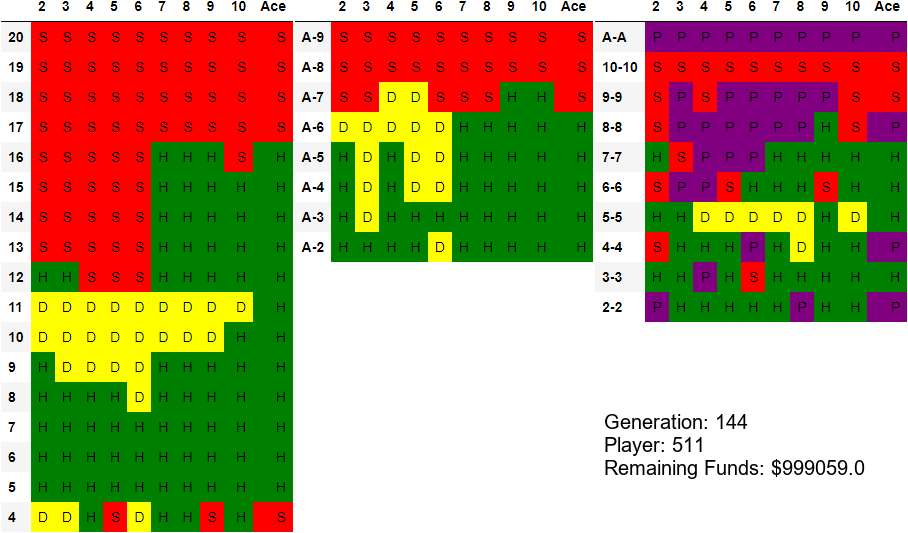 2 3 4 5 6 7 8 9 10 Ace
20 S S S S S S S S S S
19 S S S S S S S S S S
18 S S S S S S S S S S
17 S S S S S S S S S S
16 S S S S S H H H S H
15 S S S S S H H H H H
14 S S S S S H H H H H
13 S S S S S H H H H H
12 H H S S S H H H H H
11 D D D D D D D D D H
10 D D D D D D D D H H
9 H D D D D H H H H H
8 H H H H D H H H H H
7 H H H H H H H H H H
6 H H H H H H H H H H
5 H H H H H H H H H H
4 D D H S D H H S H S
2 3 4 5 6 7 8 9 10 Ace
A-9 S S S S S S S S S S
A-8 S S S S S S S S S S
A-7 S S D D S S S H H S
A-6 D D D D D H H H H H
A-5 H D H D D H H H H H
A-4 H D H D D H H H H H
A-3 H D H H H H H H H H
A-2 H H H H D H H H H H
2 3 4 5 6 7 8 9 10 Ace
A-A P P P P P P P P P P
10-10 S S S S S S S S S S
9-9 S P S P P P P P S S
8-8 S P P P P P P H S P
7-7 H S P P P H H H H H
6-6 S P P S H H H S H H
5-5 H H D D D D D H D H
4-4 S H H H P H D H H P
3-3 H H P H S H H H H H
2-2 P H H H H H P H H P
Generation: 144
Player: 511
Remaining Funds: $999059.0